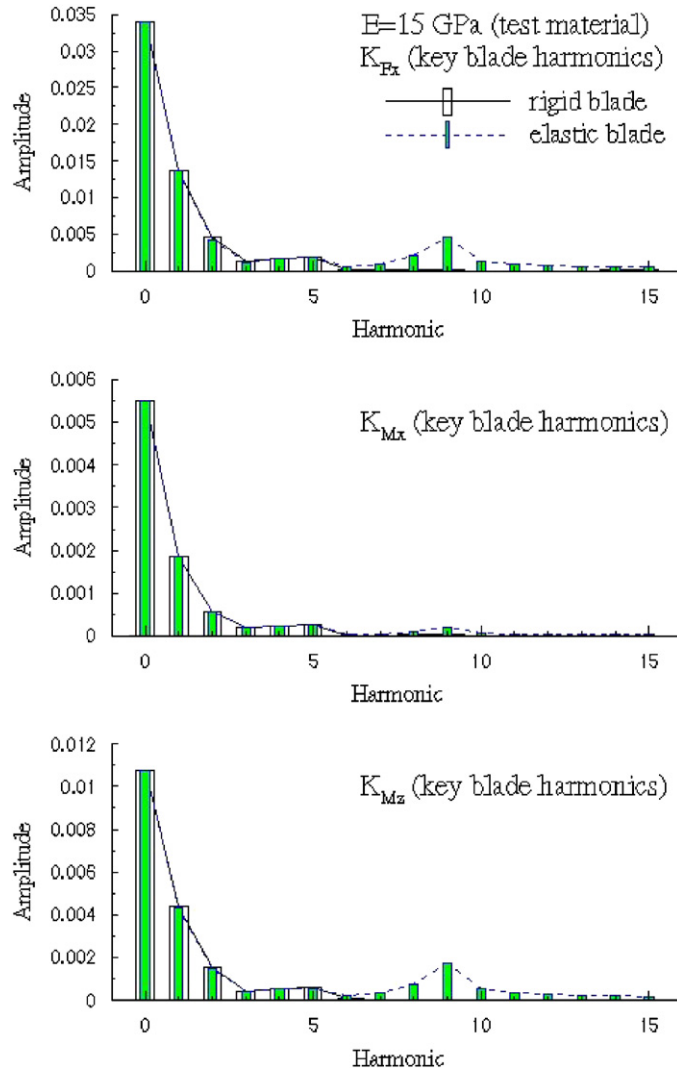 E=15 GPa (test material)
K_Fx (key blade harmonics)
rigid blade
elastic blade
Amplitude
0.035
0.03
0.025
0.02
0.015
0.01
0.005
0
0 5 10 15
Harmonic
K_Mx (key blade harmonics)
Amplitude
0.006
0.005
0.004
0.003
0.002
0.001
0
0 5 10 15
Harmonic
K_Mz (key blade harmonics)
Amplitude
0.012
0.01
0.008
0.006
0.004
0.002
0
0 5 10 15
Harmonic